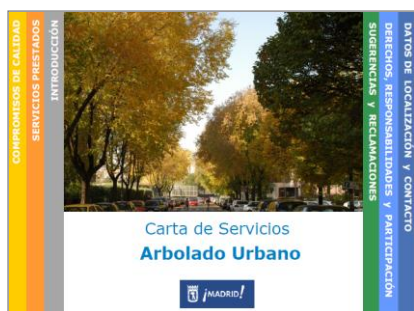 COMPROMISOS DE CALIDAD
SERVICIOS PRESTADOS
INTRODUCCIÓN
SUGERENCIAS y RECLAMACIONES
DERECHOS, RESPONSABILIDADES y PARTICIPACIÓN
DATOS DE LOCALIZACIÓN y CONTACTO
Carta de Servicios
Arbolado Urbano
¡MADRID!